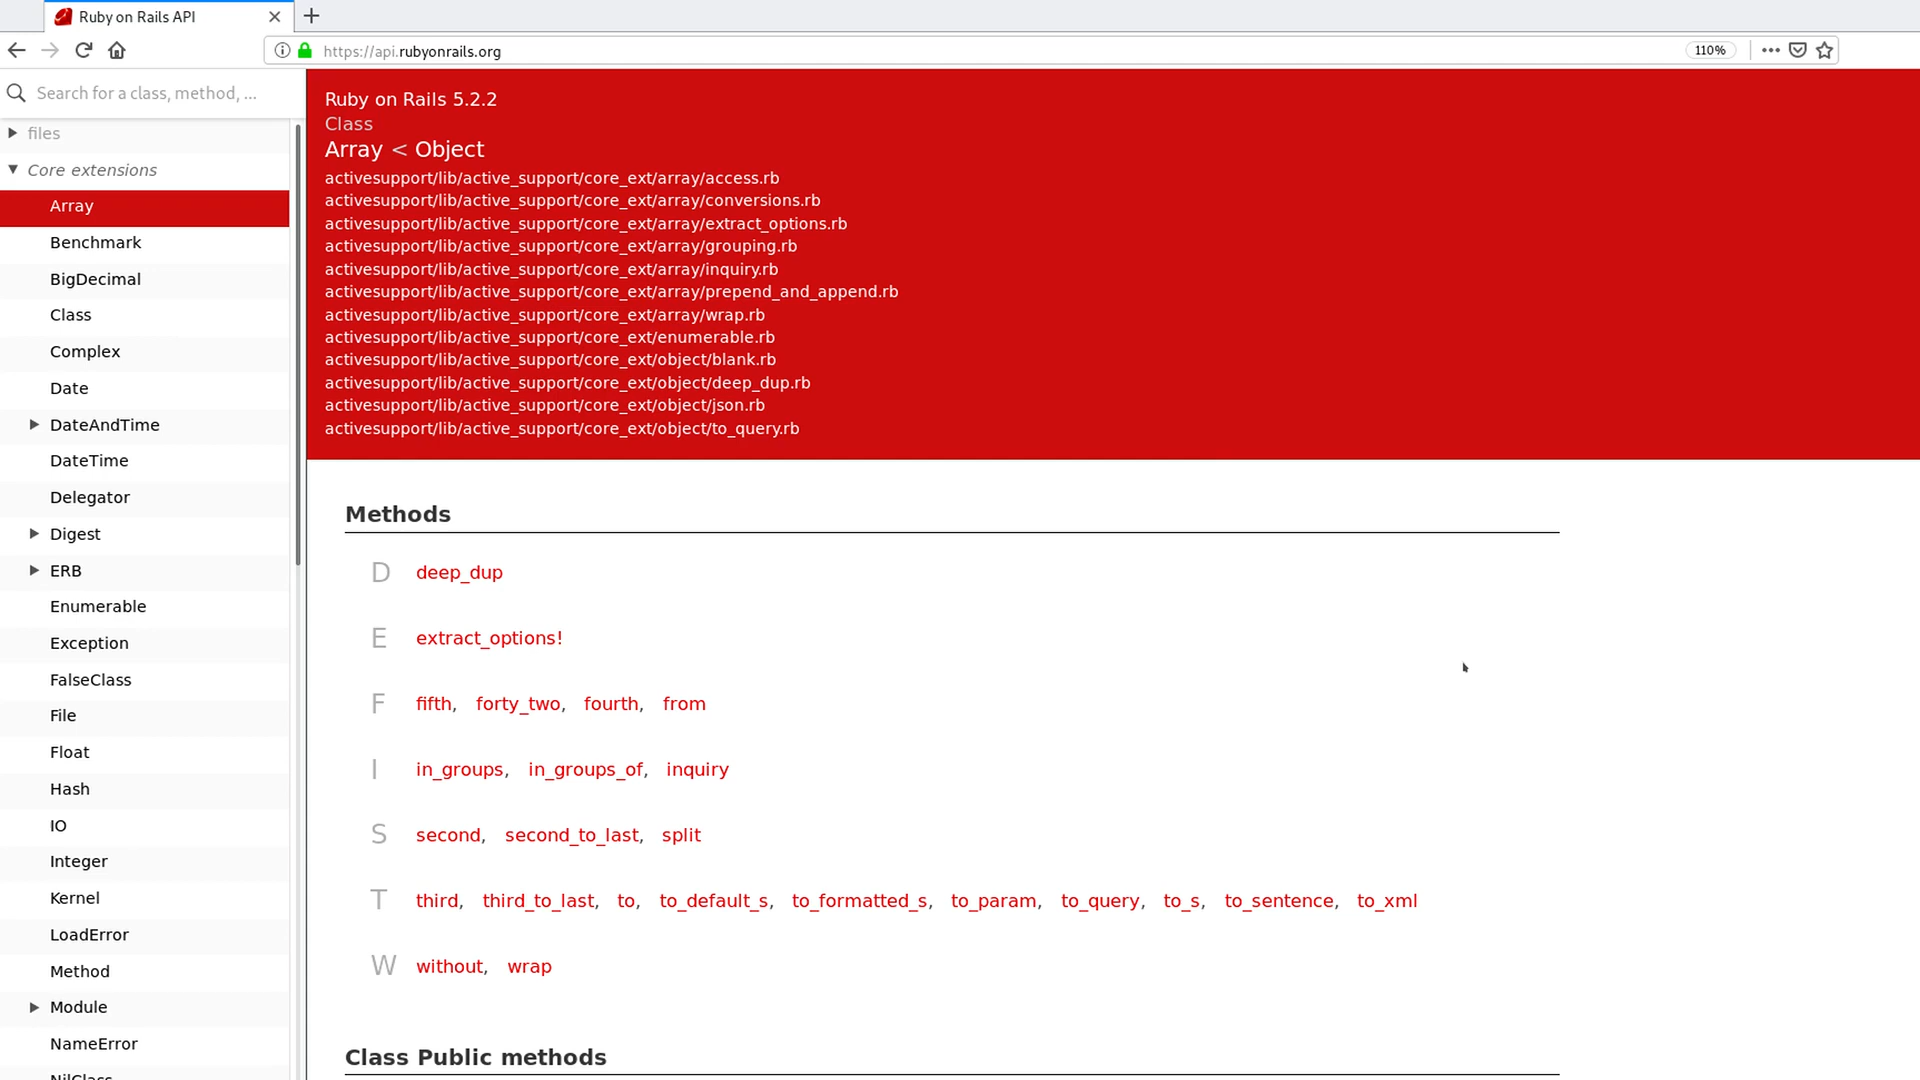 Ruby on Rails API
https://api.rubyonrails.org
110%
Search for a class, method, ...
files
Core extensions
Array
Benchmark
BigDecimal
Class
Complex
Date
DateAndTime
DateTime
Delegator
Digest
ERB
Enumerable
Exception
FalseClass
File
Float
Hash
IO
Integer
Kernel
LoadError
Method
Module
NameError
NilClass
Ruby on Rails 5.2.2
Class
Array < Object
activesupport/lib/active_support/core_ext/array/access.rb
activesupport/lib/active_support/core_ext/array/conversions.rb
activesupport/lib/active_support/core_ext/array/extract_options.rb
activesupport/lib/active_support/core_ext/array/grouping.rb
activesupport/lib/active_support/core_ext/array/inquiry.rb
activesupport/lib/active_support/core_ext/array/prepend_and_append.rb
activesupport/lib/active_support/core_ext/array/wrap.rb
activesupport/lib/active_support/core_ext/enumerable.rb
activesupport/lib/active_support/core_ext/object/blank.rb
activesupport/lib/active_support/core_ext/object/deep_dup.rb
activesupport/lib/active_support/core_ext/object/json.rb
activesupport/lib/active_support/core_ext/object/to_query.rb
Methods
D deep_dup
E extract_options!
F fifth, forty_two, fourth, from
I in_groups, in_groups_of, inquiry
S second, second_to_last, split
T third, third_to_last, to, to_default_s, to_formatted_s, to_param, to_query, to_s, to_sentence, to_xml
W without, wrap
Class Public methods